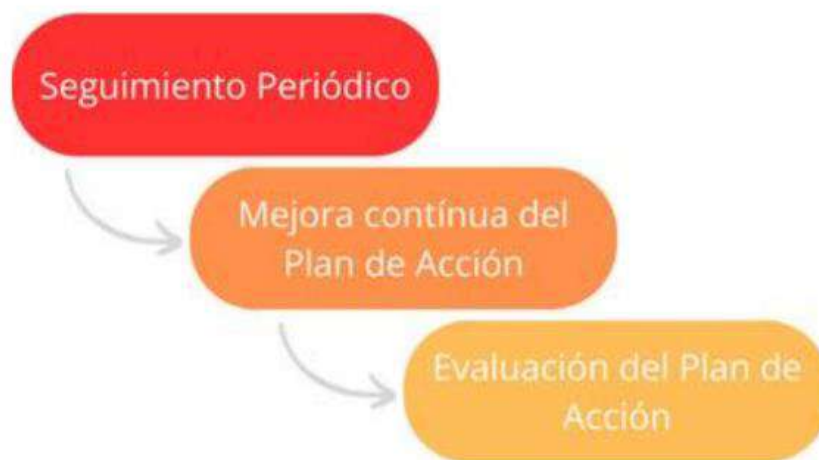 Seguimiento Periódico
Mejora contínua del
Plan de Acción
Evaluación del Plan de
Acción